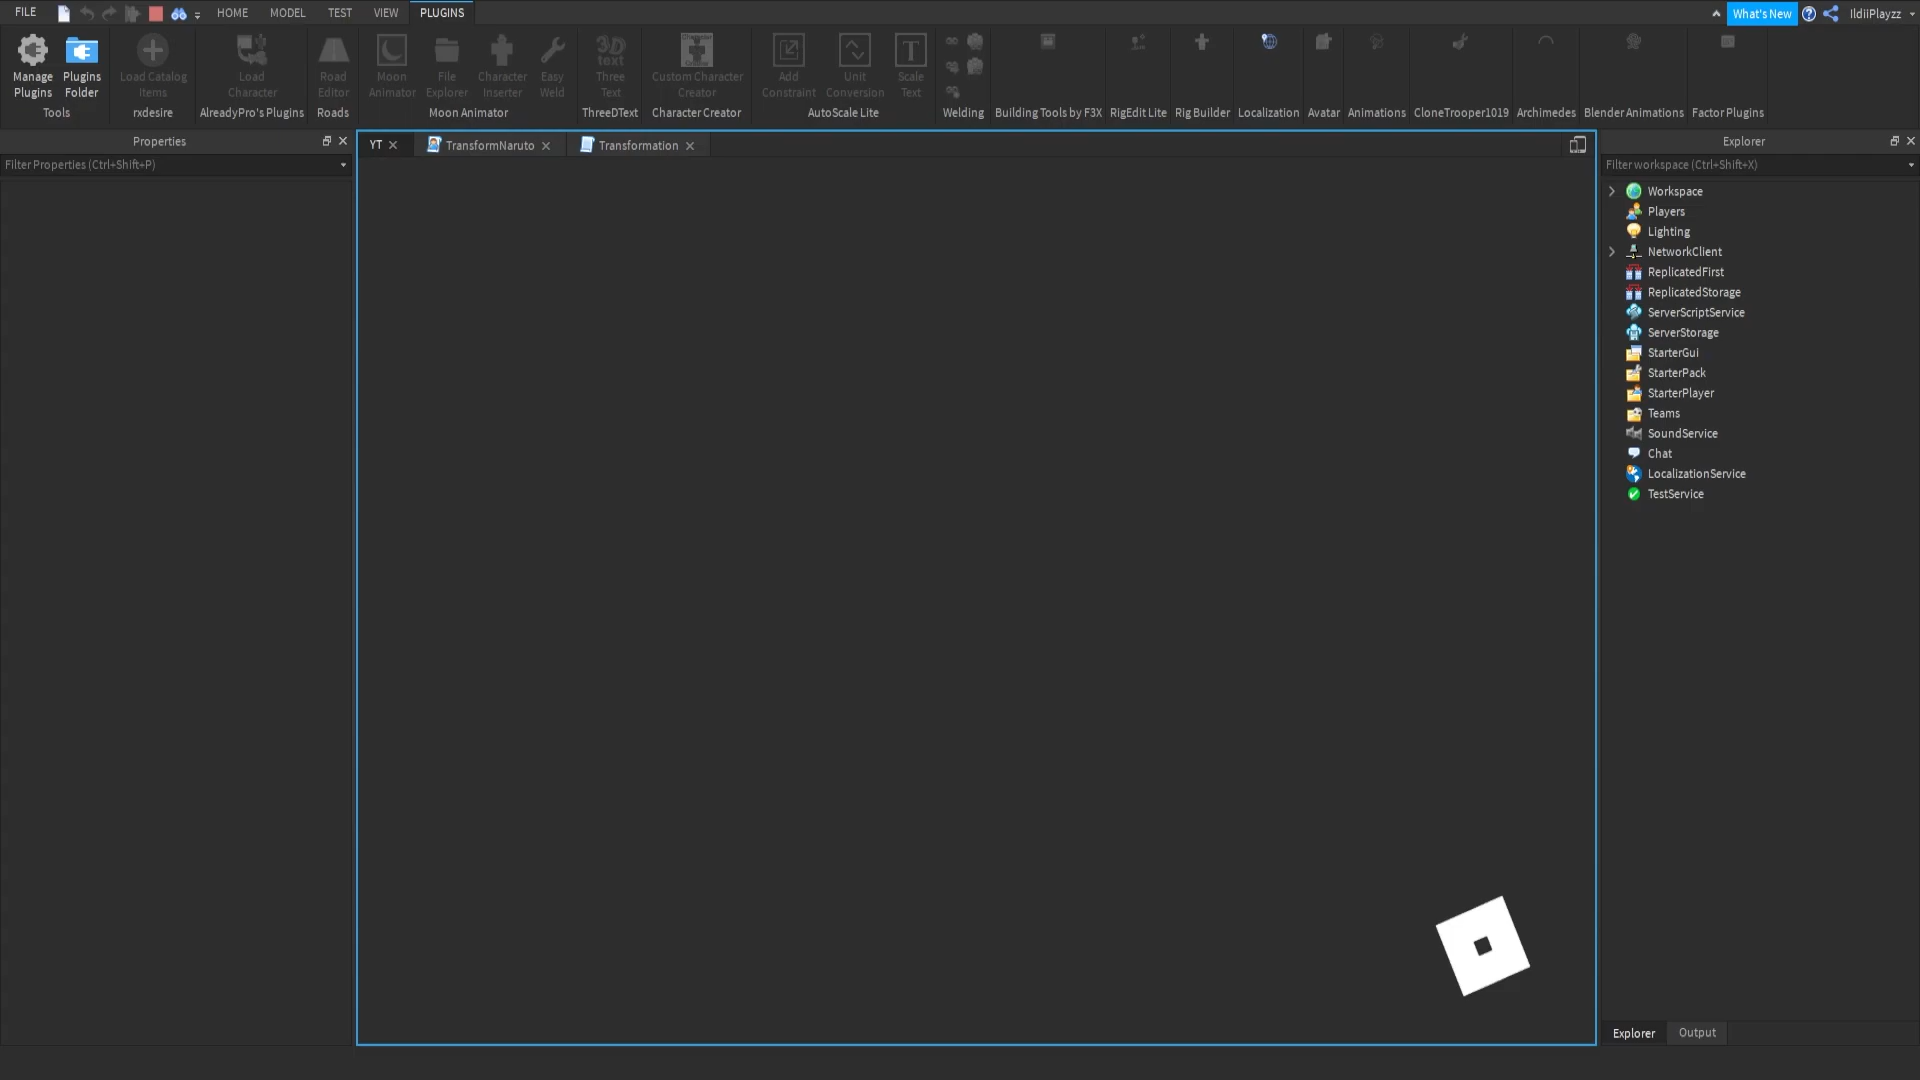 FILE HOME MODEL TEST VIEW PLUGINS What's New IldiiPlayzz
Manage Plugins
Plugins Folder
Tools
Load Catalog Items
rxdesire
Load Character
AlreadyPro's Plugins
Road Editor
Roads
Moon Animator
File Explorer
Character Inserter
Easy Weld
Moon Animator
3D text
Three Text
ThreeDText
Custom Character Creator
Character Creator
Add Constraint
Unit Conversion
T
Scale Text
AutoScale Lite
Welding
Building Tools by F3X
RigEdit Lite
Rig Builder
Localization
Avatar
Animations
CloneTrooper1019
Archimedes
Blender Animations
Factor Plugins
Properties
Filter Properties (Ctrl+Shift+P)
YT
TransformNaruto
Transformation
Explorer
Filter workspace (Ctrl+Shift+X)
Workspace
Players
Lighting
NetworkClient
ReplicatedFirst
ReplicatedStorage
ServerScriptService
ServerStorage
StarterGui
StarterPack
StarterPlayer
Teams
SoundService
Chat
LocalizationService
TestService
Explorer Output